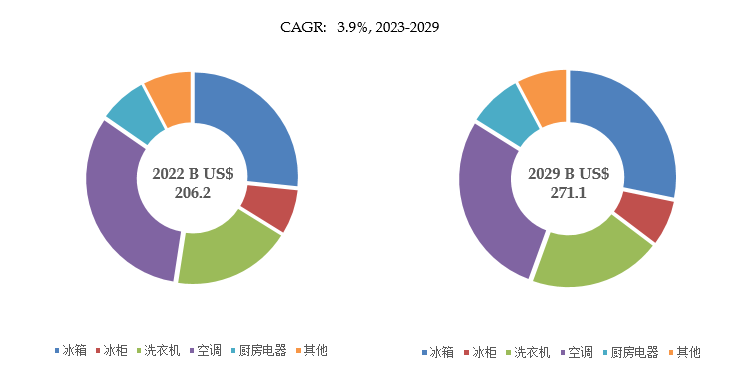 CAGR: 3.9%, 2023-2029
2022 B US$
206.2
2029 B US$
271.1
冰箱 冰柜 洗衣机 空调 厨房电器 其他
冰箱 冰柜 洗衣机 空调 厨房电器 其他